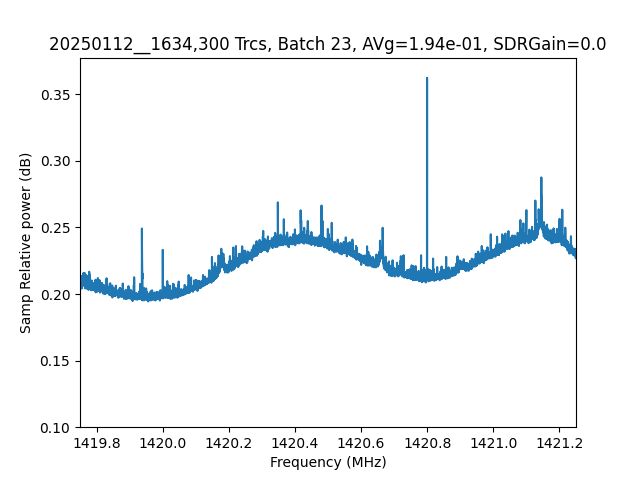 20250112__1634,300 Trcs, Batch 23, AVg=1.94e-01, SDRGain=0.0
Samp Relative power (dB)
0.35
0.30
0.25
0.20
0.15
0.10
1419.8 1420.0 1420.2 1420.4 1420.6 1420.8 1421.0 1421.2
Frequency (MHz)